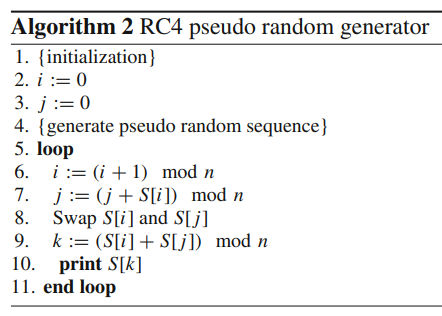 Algorithm 2 RC4 pseudo random generator
1. {initialization}
2. i := 0
3. j := 0
4. {generate pseudo random sequence}
5. loop
6. i := (i + 1) mod n
7. j := (j + S[i]) mod n
8. Swap S[i] and S[j]
9. k := (S[i] + S[j]) mod n
10. print S[k]
11. end loop